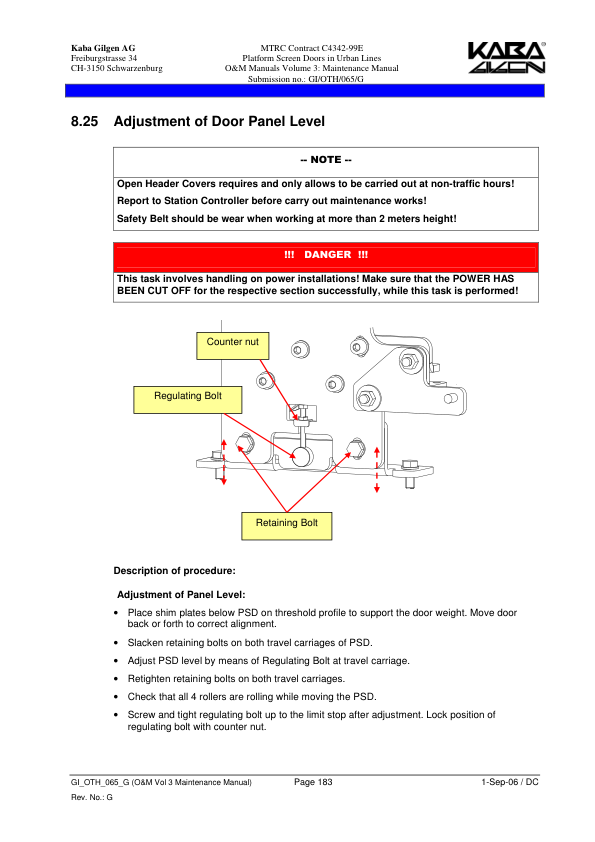 Kaba Gilgen AG
Freiburgstrasse 34
CH-3150 Schwarzenburg
MTRC Contract C4342-99E
Platform Screen Doors in Urban Lines
O&M Manuals Volume 3: Maintenance Manual
Submission no.: GI/OTH/065/G
KABA®
GILGEN
8.25 Adjustment of Door Panel Level
-- NOTE --
Open Header Covers requires and only allows to be carried out at non-traffic hours!
Report to Station Controller before carry out maintenance works!
Safety Belt should be wear when working at more than 2 meters height!
!!! DANGER !!!
This task involves handling on power installations! Make sure that the POWER HAS
BEEN CUT OFF for the respective section successfully, while this task is performed!
Counter nut
Regulating Bolt
Retaining Bolt
Description of procedure:
Adjustment of Panel Level:
• Place shim plates below PSD on threshold profile to support the door weight. Move door
back or forth to correct alignment.
• Slacken retaining bolts on both travel carriages of PSD.
• Adjust PSD level by means of Regulating Bolt at travel carriage.
• Retighten retaining bolts on both travel carriages.
• Check that all 4 rollers are rolling while moving the PSD.
• Screw and tight regulating bolt up to the limit stop after adjustment. Lock position of
regulating bolt with counter nut.
GI_OTH_065_G (O&M Vol 3 Maintenance Manual) Page 183 1-Sep-06 / DC
Rev. No.: G